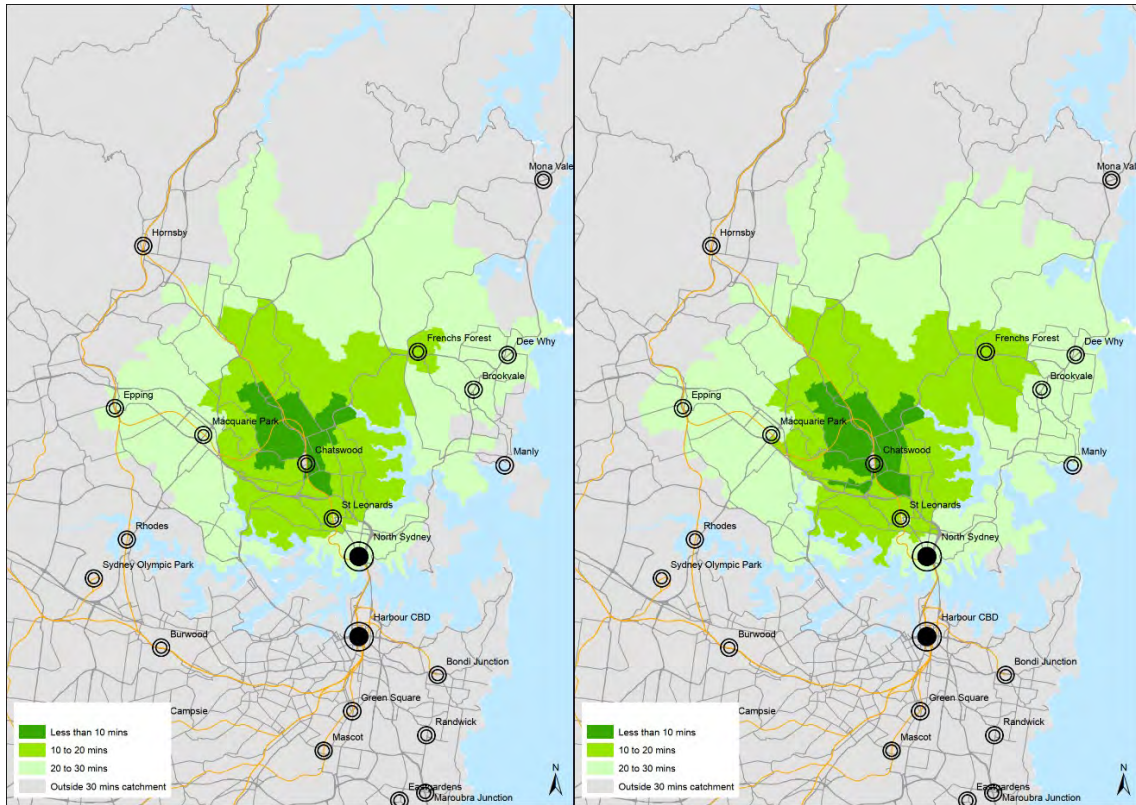 Mona Vale
Hornsby
Frenchs Forest
Dee Why
Brookvale
Epping
Macquarie Park
Chatswood
Manly
St Leonards
Rhodes
North Sydney
Sydney Olympic Park
Harbour CBD
Burwood
Bondi Junction
Green Square
Campsie
Randwick
Mascot
Eastgardens
Maroubra Junction
Less than 10 mins
10 to 20 mins
20 to 30 mins
Outside 30 mins catchment
N
Mona Vale
Hornsby
Frenchs Forest
Dee Why
Brookvale
Epping
Macquarie Park
Chatswood
Manly
St Leonards
Rhodes
North Sydney
Sydney Olympic Park
Harbour CBD
Burwood
Bondi Junction
Green Square
Campsie
Randwick
Mascot
Eastgardens
Maroubra Junction
Less than 10 mins
10 to 20 mins
20 to 30 mins
Outside 30 mins catchment
N